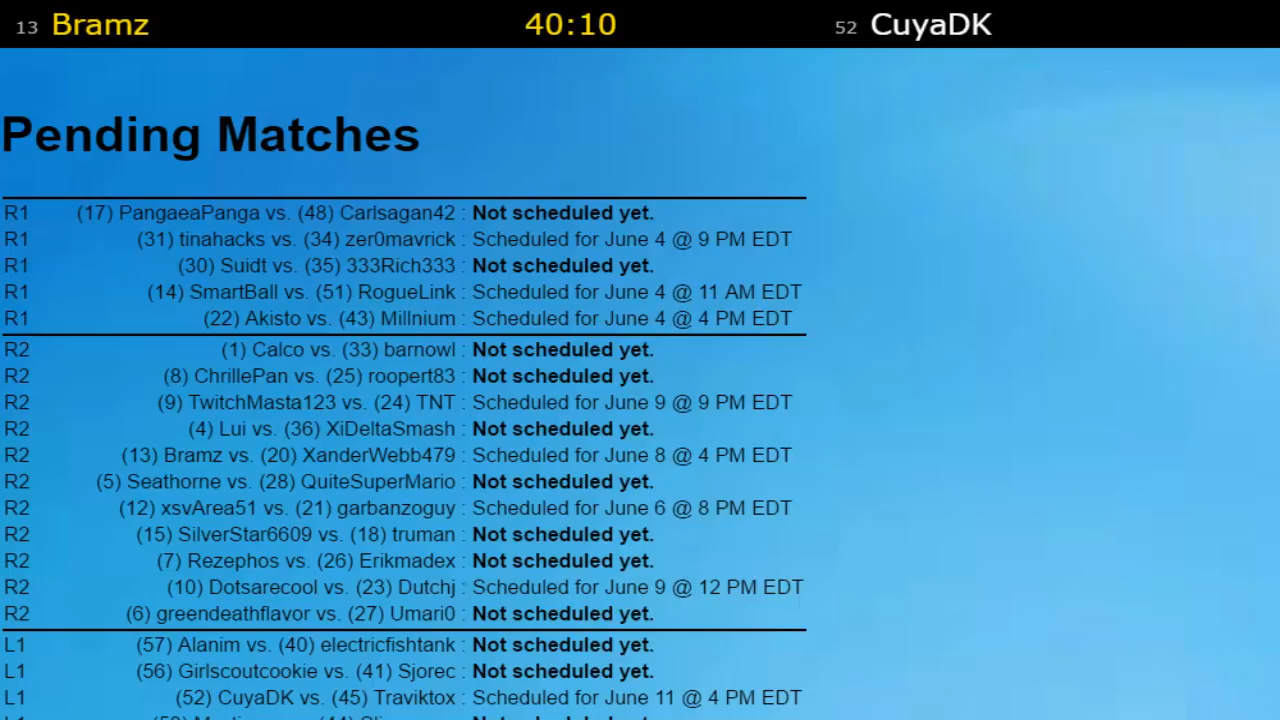 13 Bramz 40:10 52 CuyaDK
Pending Matches
R1 (17) PangaeaPanga vs. (48) Carlsagan42 : Not scheduled yet.
R1 (31) tinahacks vs. (34) zer0mavrick : Scheduled for June 4 @ 9 PM EDT
R1 (30) Suidt vs. (35) 333Rich333 : Not scheduled yet.
R1 (14) SmartBall vs. (51) RogueLink : Scheduled for June 4 @ 11 AM EDT
R1 (22) Akisto vs. (43) Millnium : Scheduled for June 4 @ 4 PM EDT
R2 (1) Calco vs. (33) barnowl : Not scheduled yet.
R2 (8) ChrillePan vs. (25) roopert83 : Not scheduled yet.
R2 (9) TwitchMasta123 vs. (24) TNT : Scheduled for June 9 @ 9 PM EDT
R2 (4) Lui vs. (36) XiDeltaSmash : Not scheduled yet.
R2 (13) Bramz vs. (20) XanderWebb479 : Scheduled for June 8 @ 4 PM EDT
R2 (5) Seathorne vs. (28) QuiteSuperMario : Not scheduled yet.
R2 (12) xsvArea51 vs. (21) garbanzoguy : Scheduled for June 6 @ 8 PM EDT
R2 (15) SilverStar6609 vs. (18) truman : Not scheduled yet.
R2 (7) Rezephos vs. (26) Erikmadex : Not scheduled yet.
R2 (10) Dotsarecool vs. (23) Dutchj : Scheduled for June 9 @ 12 PM EDT
R2 (6) greendeathflavor vs. (27) Umari0 : Not scheduled yet.
L1 (57) Alanim vs. (40) electricfishtank : Not scheduled yet.
L1 (56) Girlscoutcookie vs. (41) Sjorec : Not scheduled yet.
L1 (52) CuyaDK vs. (45) Traviktox : Scheduled for June 11 @ 4 PM EDT